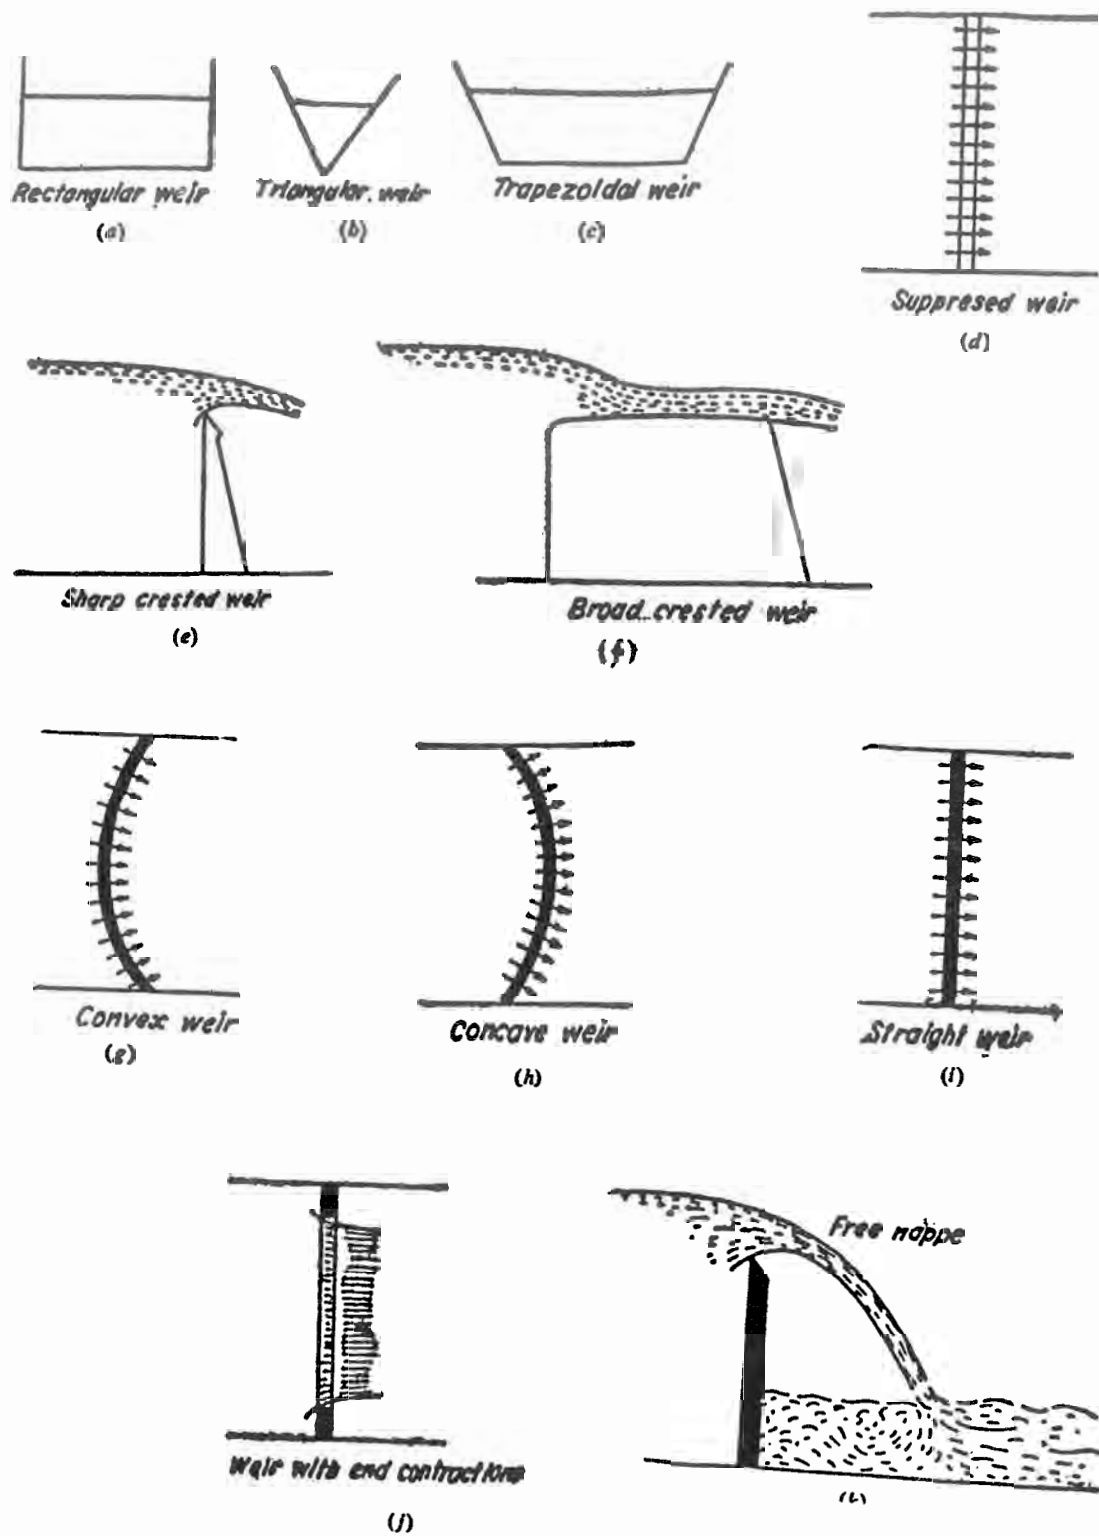 Rectangular weir
(a)
Triangular. weir
(b)
Trapezoidal weir
(c)
Suppresed weir
(d)
Sharp crested weir
(e)
Broad crested weir
(f)
Convex weir
(g)
Concave weir
(h)
Straight weir
(i)
Weir with end contractions
(j)
Free nappe